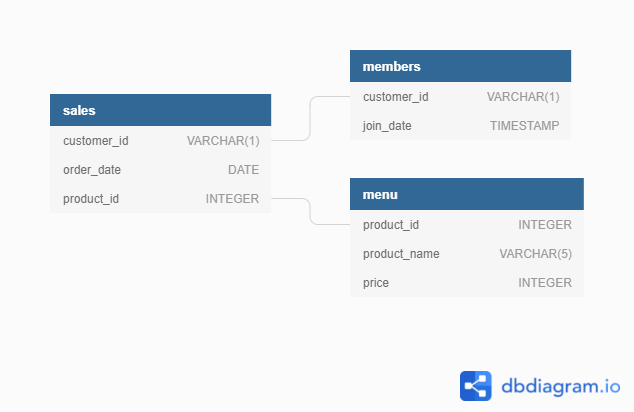 sales
customer_id VARCHAR(1)
order_date DATE
product_id INTEGER
members
customer_id VARCHAR(1)
join_date TIMESTAMP
menu
product_id INTEGER
product_name VARCHAR(5)
price INTEGER
dbdiagram.io